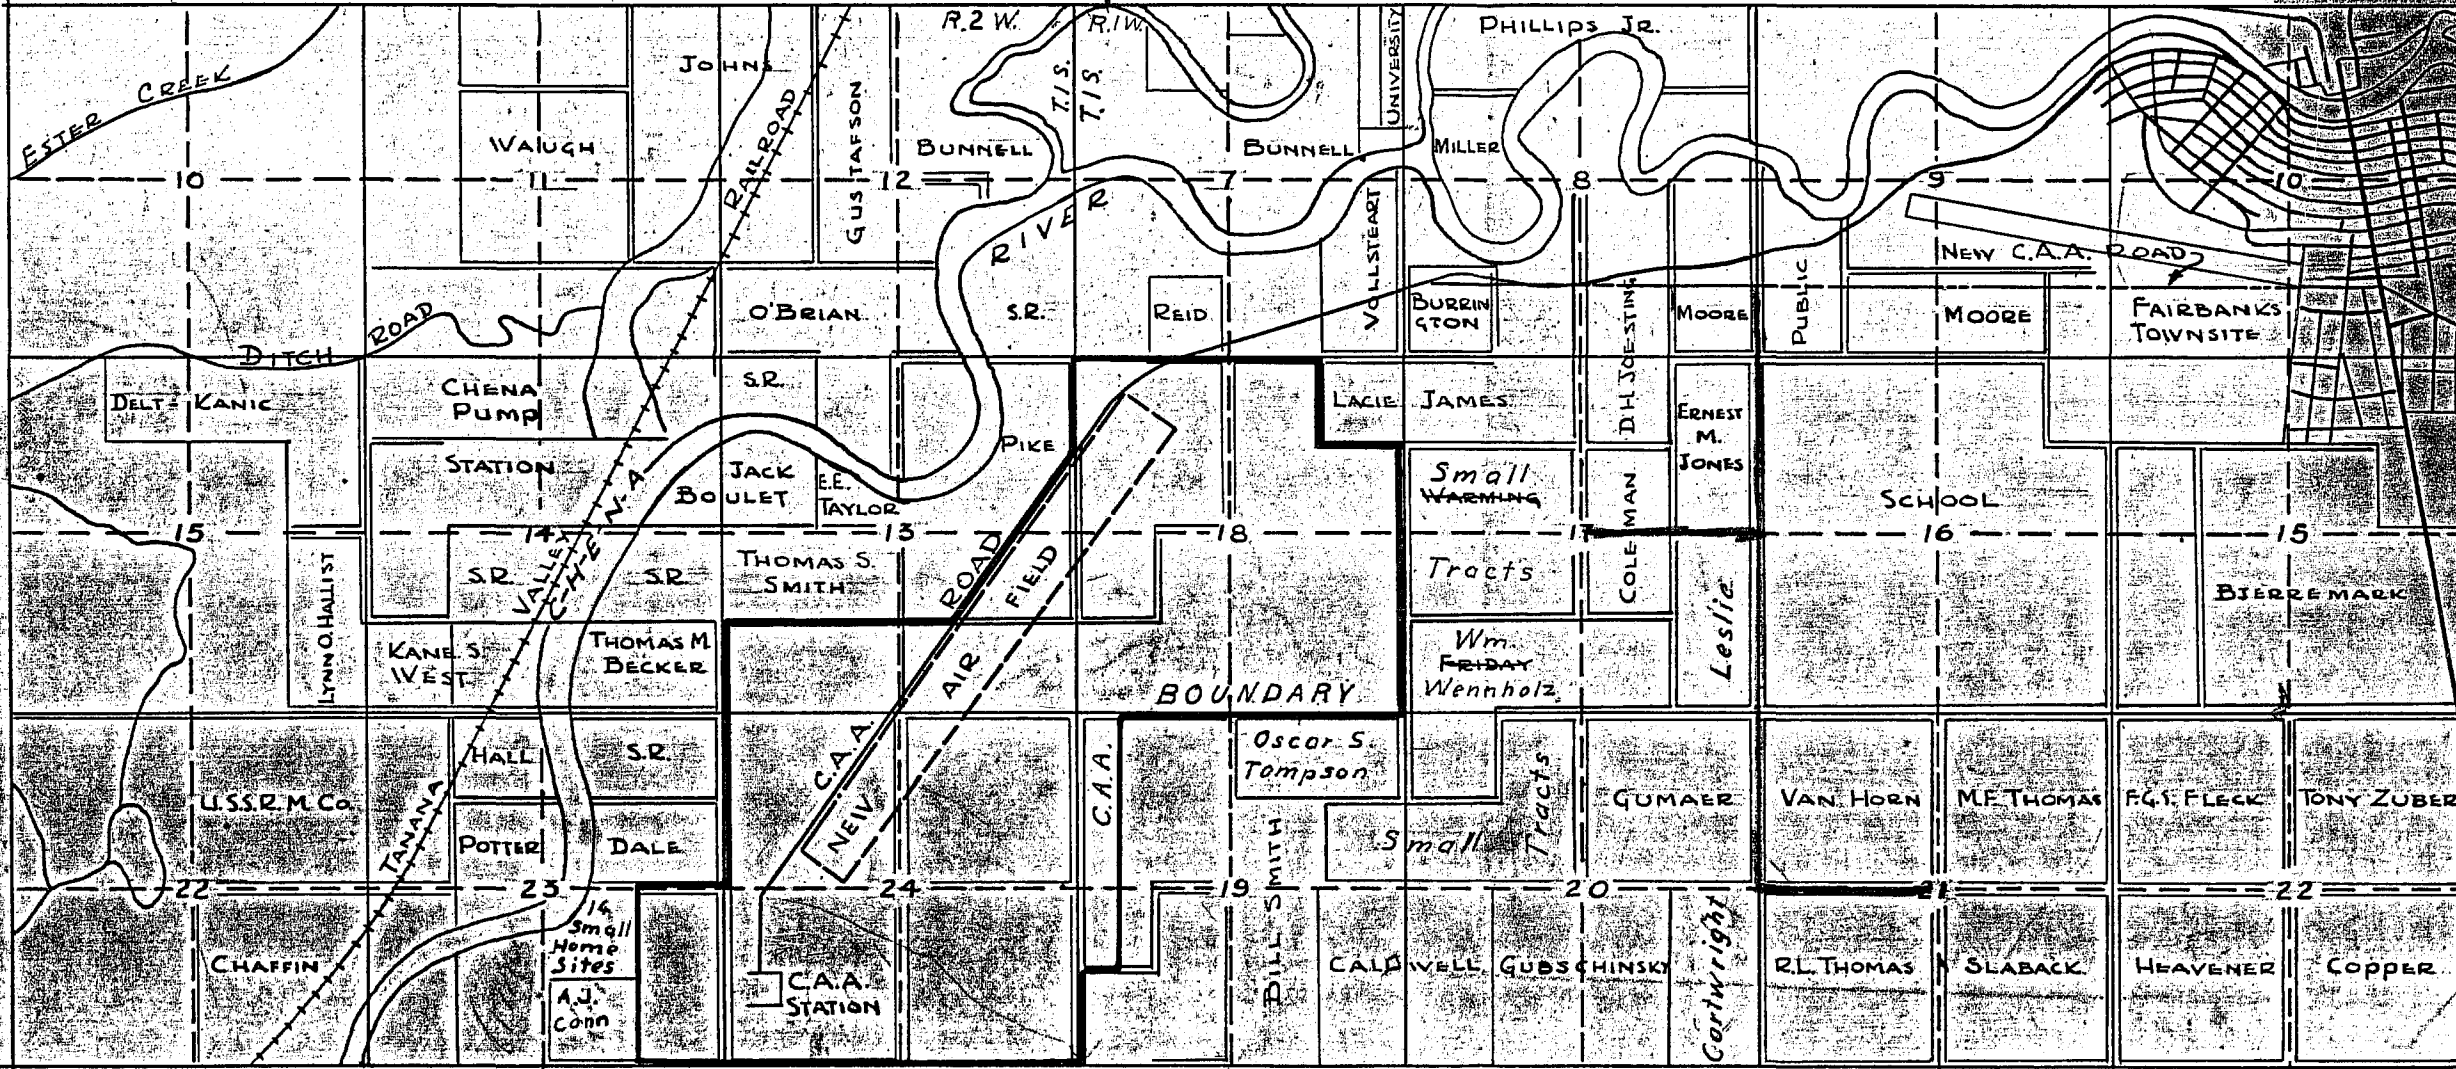 R.2 W.
R.1W.
T.1S.
T.1S.
UNIVERSITY
PHILLIPS JR.
JOHNS
ESTER CREEK
RAILROAD
GUSTAFSON
WAUGH
BUNNELL
BUNNELL
MILLER
10
11
12
7
8
9
10
RIVER
VOLLSTEART
NEW C.A.A. ROAD
DITCH ROAD
O'BRIAN
S.R.
REID
BURRIN
GTON
D.H. JOESTING
MOORE
PUBLIC
MOORE
FAIRBANKS
TOWNSITE
DELT-KANIC
CHENA
PUMP
STATION
S.R.
PIKE
LACIE JAMES
ERNEST
M.
JONES
JACK
BOULET
E.E.
TAYLOR
Small
WARMING
Tracts
COLEMAN
SCHOOL
15
14
13
18
17
16
15
CHENA
VALLEY
LYNN O. HALLIST
S.R.
S.R.
THOMAS S.
SMITH
ROAD
FIELD
Leslie
BJERREMARK
KANE S.
WEST
THOMAS M.
BECKER
AIR
BOUNDARY
Wm.
FRIDAY
Wennholz
HALL
S.R.
C.A.A.
NEW
C.A.A.
Oscar S.
Tompson
Tracts
U.S.S.R.M. Co.
TANANA
POTTER
DALE
BILL SMITH
Small
GUMAER
VAN HORN
M.F. THOMAS
F.G.S. FLECK
TONY ZUBER
22
23
24
19
20
21
22
14
Small
Home
Sites
CHAFFIN
A.J.
Conn
C.A.A.
STATION
CALDWELL
GUBSCHINSKY
Cartwright
R.L. THOMAS
SLABACK
HEAVENER
COPPER